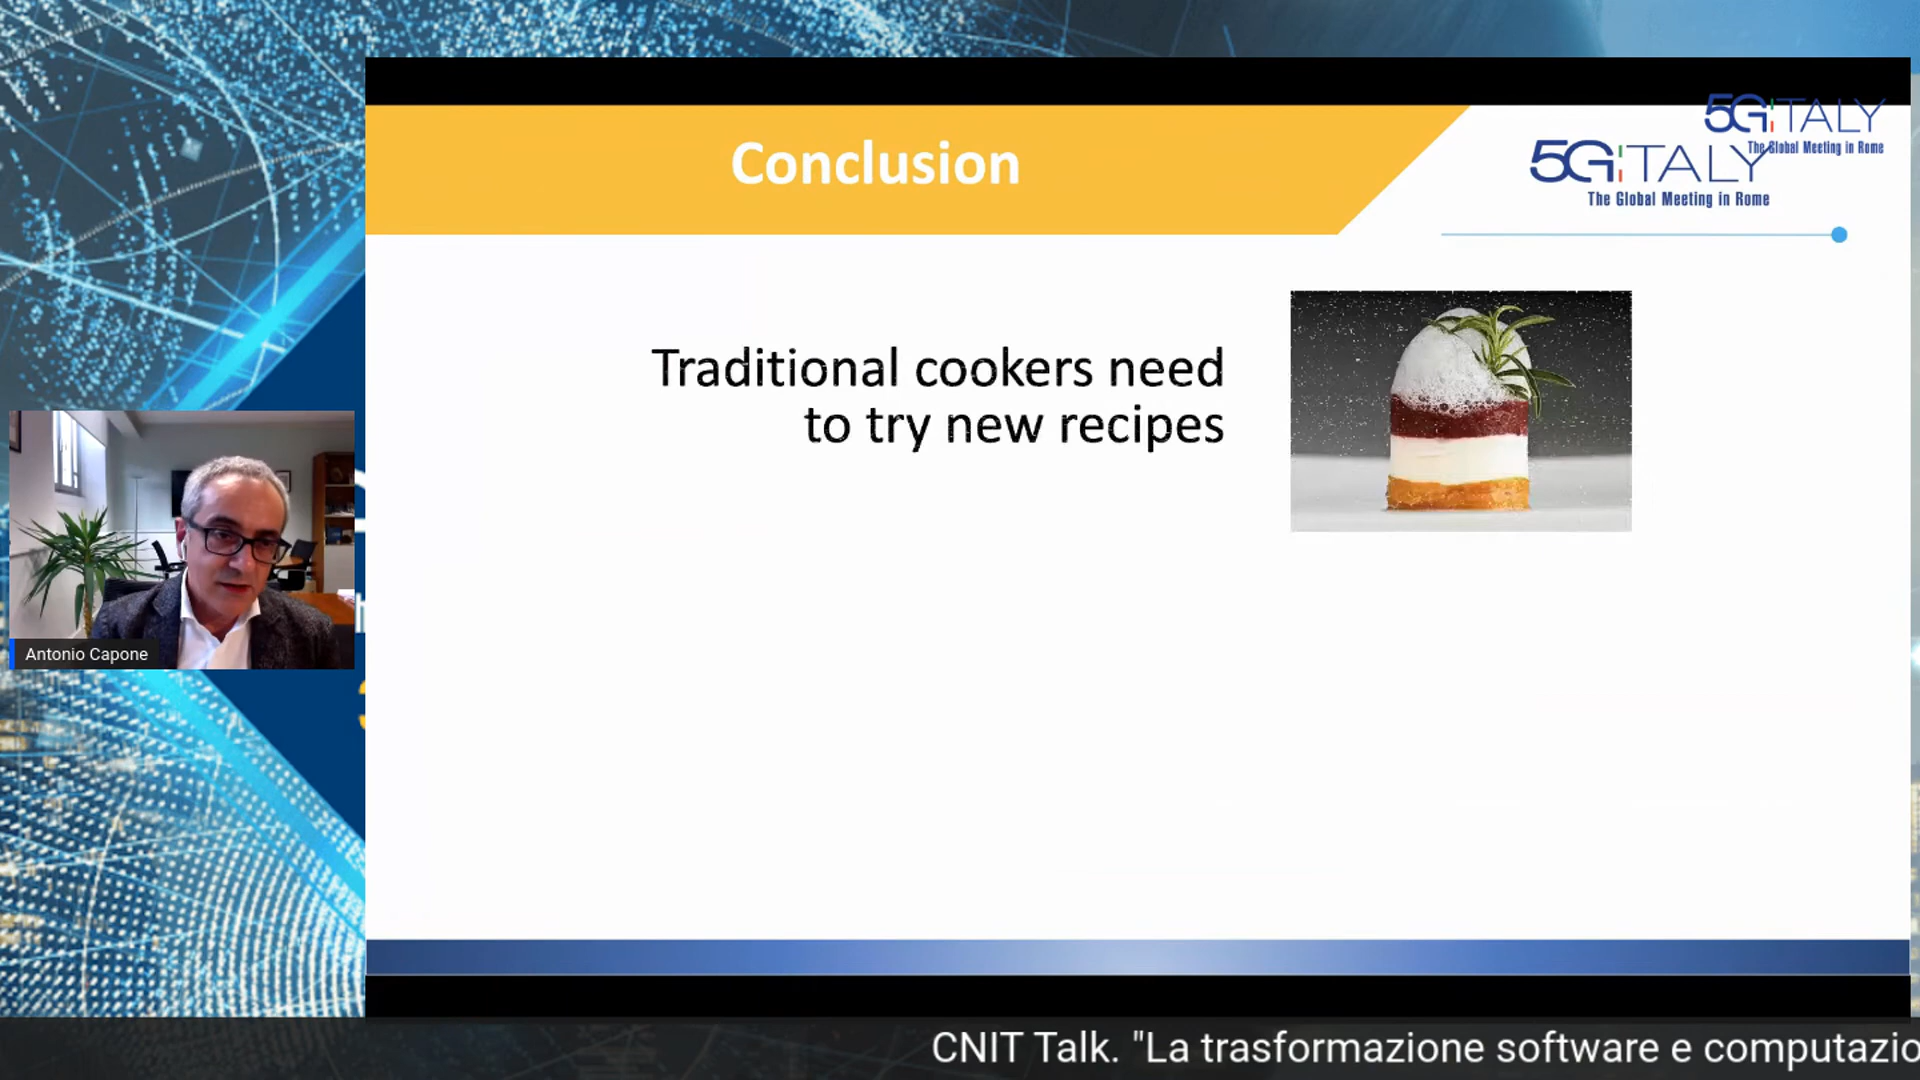 Conclusion
5G:ITALY
The Global Meeting in Rome
5G:ITALY
The Global Meeting in Rome
Traditional cookers need
to try new recipes
Antonio Capone
CNIT Talk. "La trasformazione software e computazio